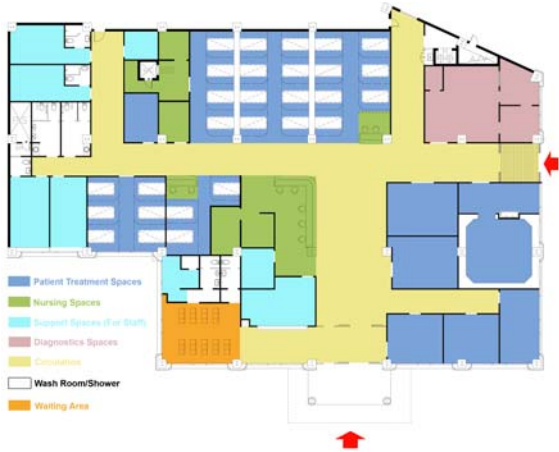 Patient Treatment Spaces
Nursing Spaces
Support Spaces (For Staff)
Diagnostics Spaces
Circulation
Wash Room/Shower
Waiting Area